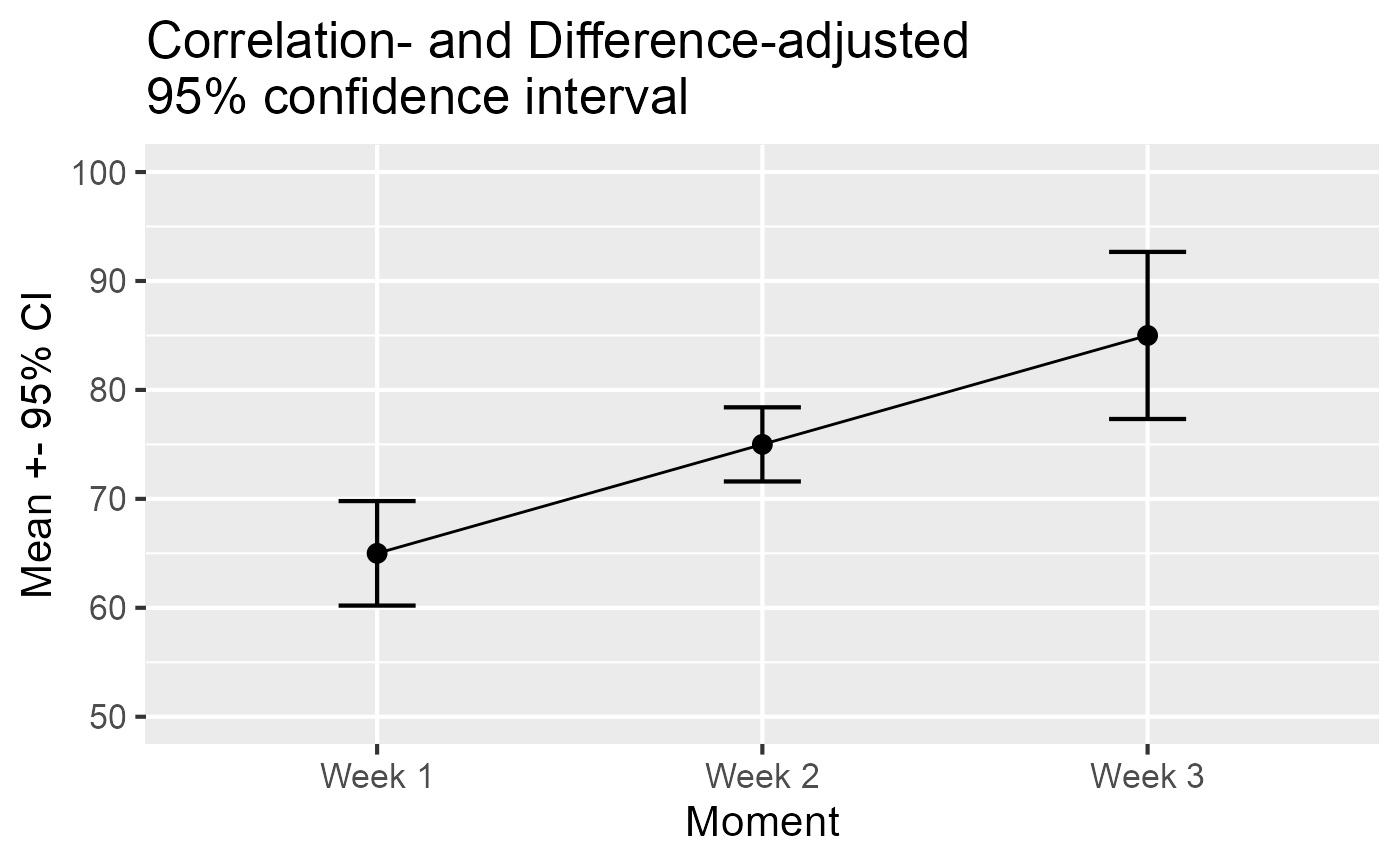 Correlation- and Difference-adjusted
95% confidence interval
Mean +- 95% CI
100
90
80
70
60
50
Week 1
Week 2
Week 3
Moment